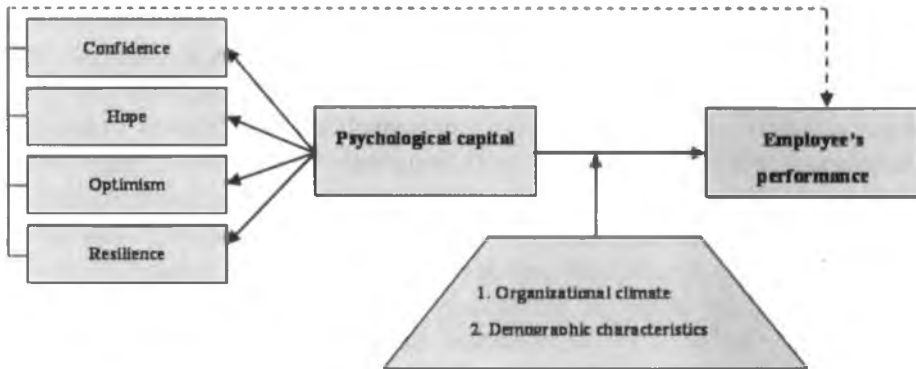 Confidence
Hope
Optimism
Resilience
Psychological capital
Employee's
performance
1. Organizational climate
2. Demographic characteristics